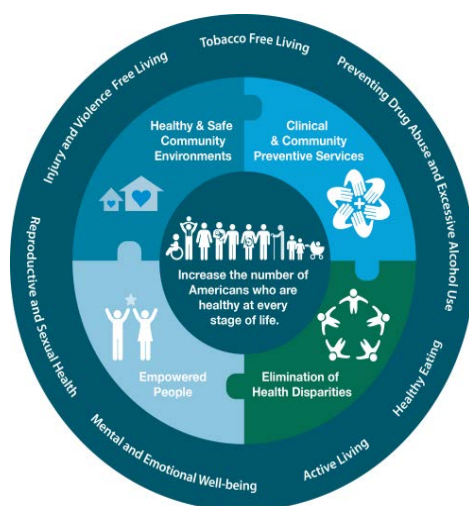 Tobacco Free Living
Preventing Drug Abuse and Excessive Alcohol Use
Healthy Eating
Active Living
Mental and Emotional Well-being
Reproductive and Sexual Health
Injury and Violence Free Living
Healthy & Safe
Community
Environments
Clinical
& Community
Preventive Services
Increase the number of
Americans who are
healthy at every
stage of life.
Empowered
People
Elimination of
Health Disparities